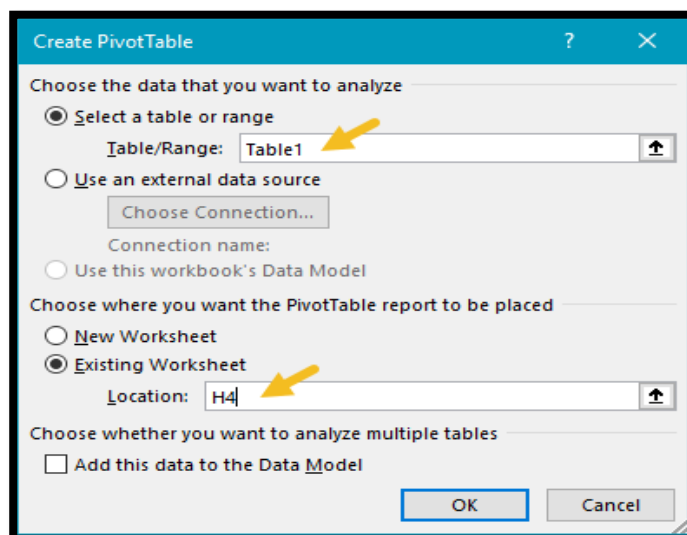 Create PivotTable ? ×
Choose the data that you want to analyze
Select a table or range
Table/Range: Table1
Use an external data source
Choose Connection...
Connection name:
Use this workbook's Data Model
Choose where you want the PivotTable report to be placed
New Worksheet
Existing Worksheet
Location: H4
Choose whether you want to analyze multiple tables
Add this data to the Data Model
OK Cancel